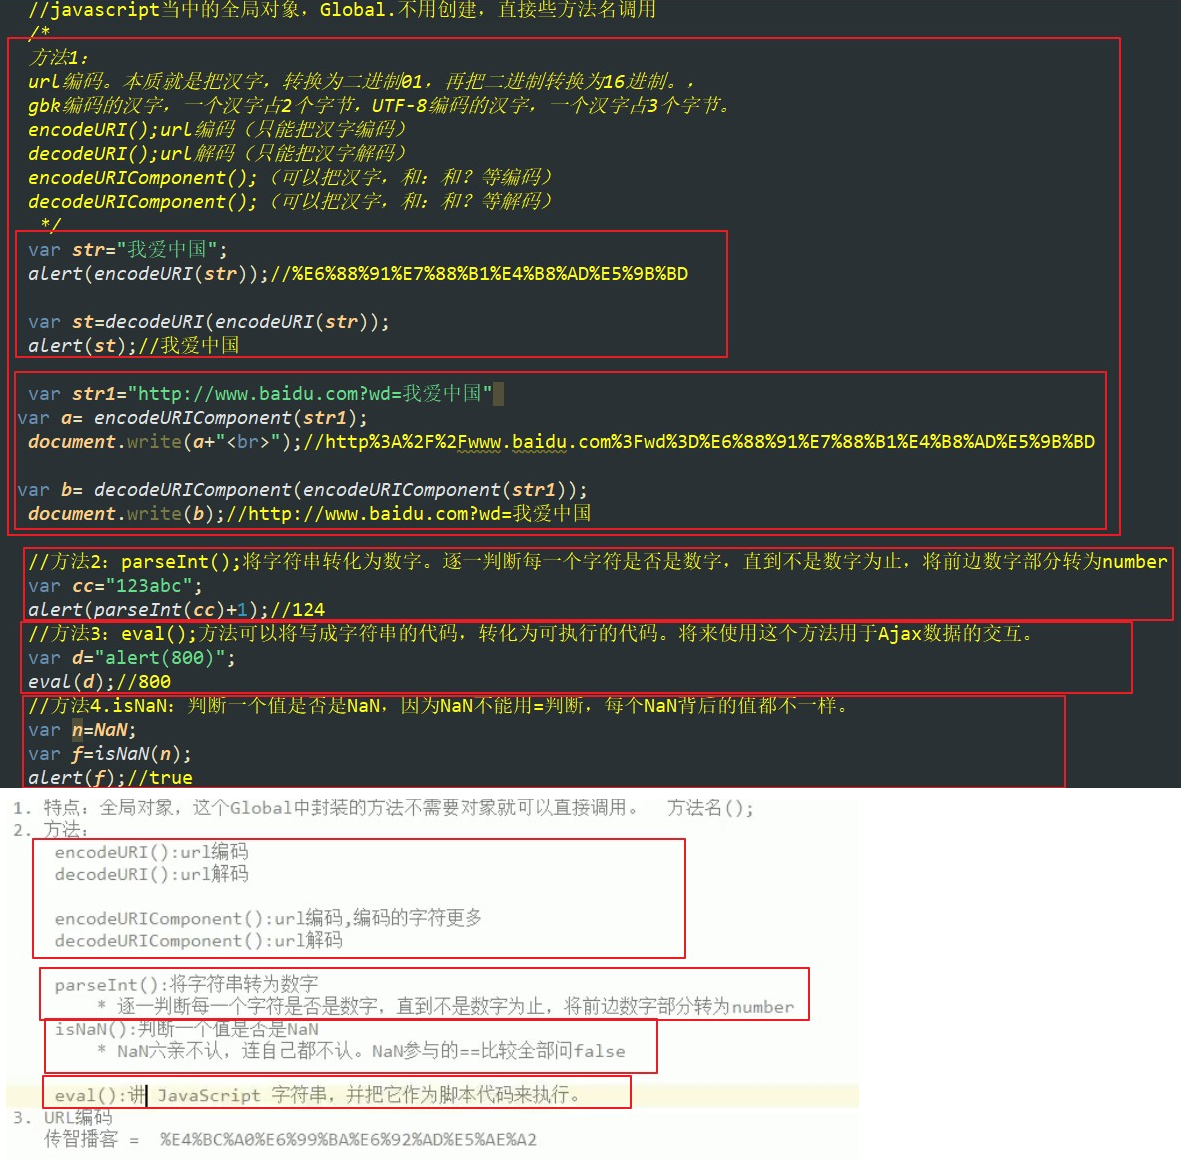 //javascript当中的全局对象，Global.不用创建，直接些方法名调用
/*
方法1：
url编码。本质就是把汉字，转换为二进制01，再把二进制转换为16进制。，
gbk编码的汉字，一个汉字占2个字节，UTF-8编码的汉字，一个汉字占3个字节。
encodeURI();url编码（只能把汉字编码）
decodeURI();url解码（只能把汉字解码）
encodeURIComponent();（可以把汉字，和：和？等编码）
decodeURIComponent();（可以把汉字，和：和？等解码）
*/
var str="我爱中国";
alert(encodeURI(str));//%E6%88%91%E7%88%B1%E4%B8%AD%E5%9B%BD
var st=decodeURI(encodeURI(str));
alert(st);//我爱中国
var str1="http://www.baidu.com?wd=我爱中国"
var a= encodeURIComponent(str1);
document.write(a+"<br>");//http%3A%2F%2Fwww.baidu.com%3Fwd%3D%E6%88%91%E7%88%B1%E4%B8%AD%E5%9B%BD
var b= decodeURIComponent(encodeURIComponent(str1));
document.write(b);//http://www.baidu.com?wd=我爱中国
//方法2：parseInt();将字符串转化为数字。逐一判断每一个字符是否是数字，直到不是数字为止，将前边数字部分转为number
var cc="123abc";
alert(parseInt(cc)+1);//124
//方法3：eval();方法可以将写成字符串的代码，转化为可执行的代码。将来使用这个方法用于Ajax数据的交互。
var d="alert(800)";
eval(d);//800
//方法4.isNaN：判断一个值是否是NaN，因为NaN不能用=判断，每个NaN背后的值都不一样。
var n=NaN;
var f=isNaN(n);
alert(f);//true
1. 特点：全局对象，这个Global中封装的方法不需要对象就可以直接调用。 方法名();
2. 方法：
encodeURI():url编码
decodeURI():url解码
encodeURIComponent():url编码,编码的字符更多
decodeURIComponent():url解码
parseInt():将字符串转为数字
* 逐一判断每一个字符是否是数字，直到不是数字为止，将前边数字部分转为number
isNaN():判断一个值是否是NaN
* NaN六亲不认，连自己都不认。NaN参与的==比较全部问false
eval():讲 JavaScript 字符串，并把它作为脚本代码来执行。
3. URL编码
传智播客 = %E4%BC%A0%E6%99%BA%E6%92%AD%E5%AE%A2